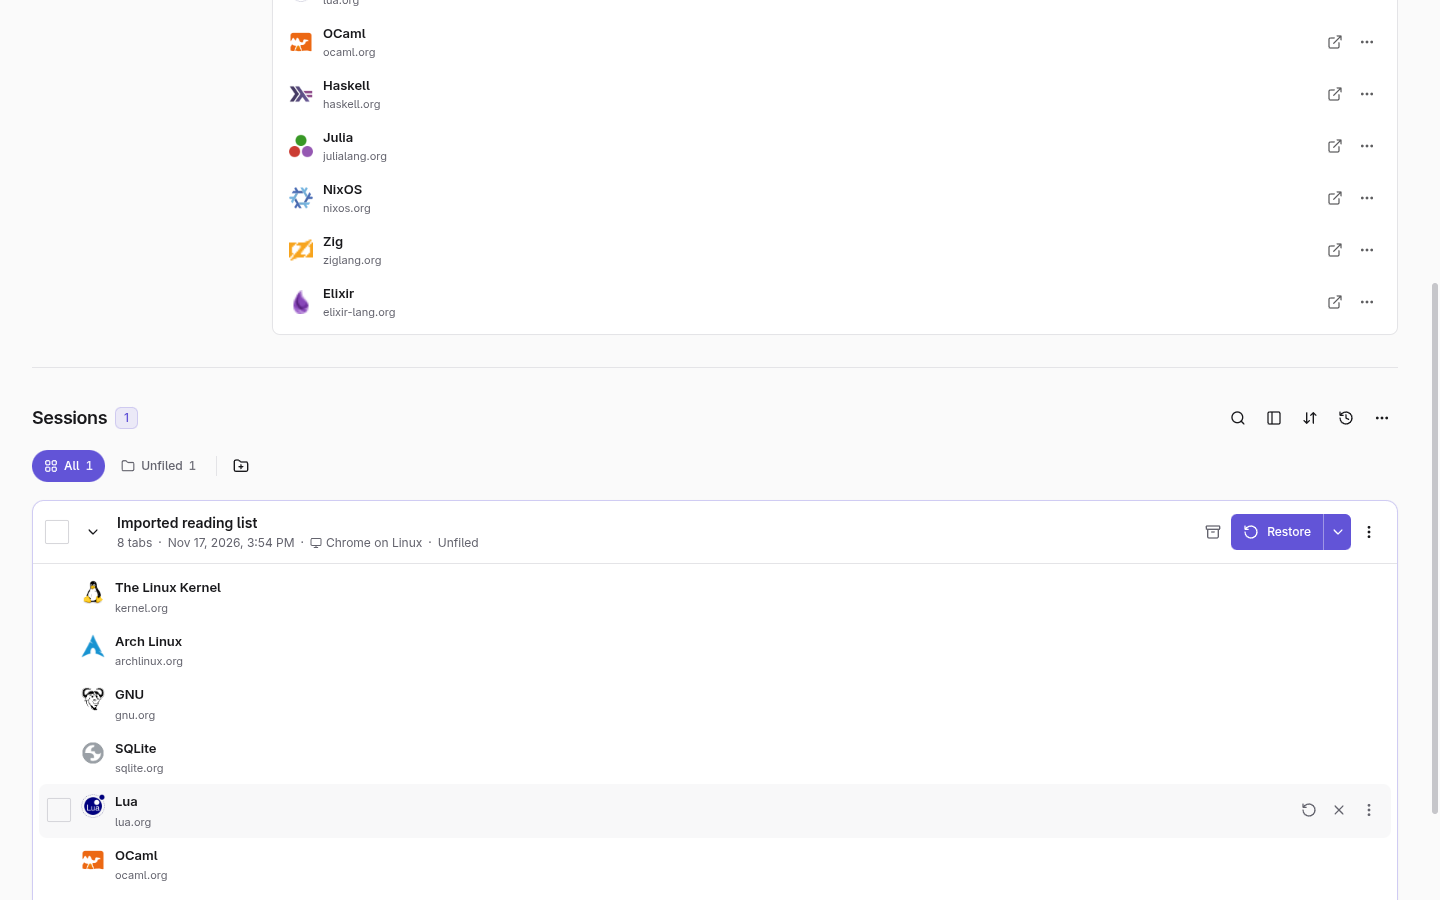 lua.org
OCaml
ocaml.org
Haskell
haskell.org
Julia
julialang.org
NixOS
nixos.org
Zig
ziglang.org
Elixir
elixir-lang.org
Sessions 1
All 1 Unfiled 1
Imported reading list
8 tabs · Nov 17, 2026, 3:54 PM · Chrome on Linux · Unfiled
Restore
The Linux Kernel
kernel.org
Arch Linux
archlinux.org
GNU
gnu.org
SQLite
sqlite.org
Lua
Lua
lua.org
OCaml
ocaml.org